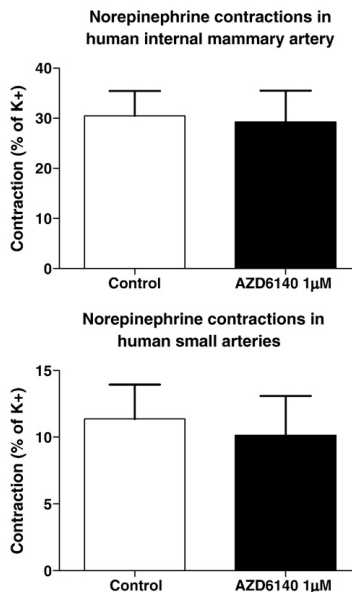 Norepinephrine contractions in
human internal mammary artery
Contraction (% of K+)
40
30
20
10
0
Control
AZD6140 1µM
Norepinephrine contractions in
human small arteries
Contraction (% of K+)
15
10
5
0
Control
AZD6140 1µM